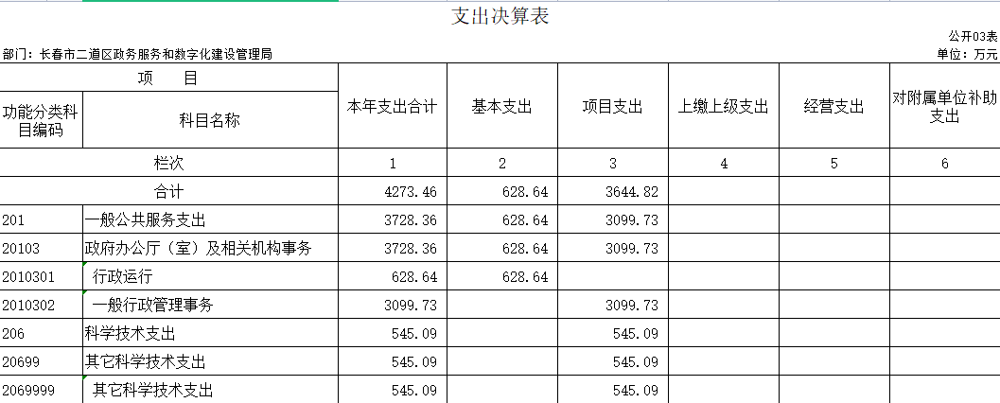 支出决算表
公开03表
部门：长春市二道区政务服务和数字化建设管理局 单位：万元
项 目 本年支出合计 基本支出 项目支出 上缴上级支出 经营支出 对附属单位补助支出
功能分类科目编码 科目名称
栏次 1 2 3 4 5 6
合计 4273.46 628.64 3644.82
201 一般公共服务支出 3728.36 628.64 3099.73
20103 政府办公厅（室）及相关机构事务 3728.36 628.64 3099.73
2010301 行政运行 628.64 628.64
2010302 一般行政管理事务 3099.73 3099.73
206 科学技术支出 545.09 545.09
20699 其它科学技术支出 545.09 545.09
2069999 其它科学技术支出 545.09 545.09